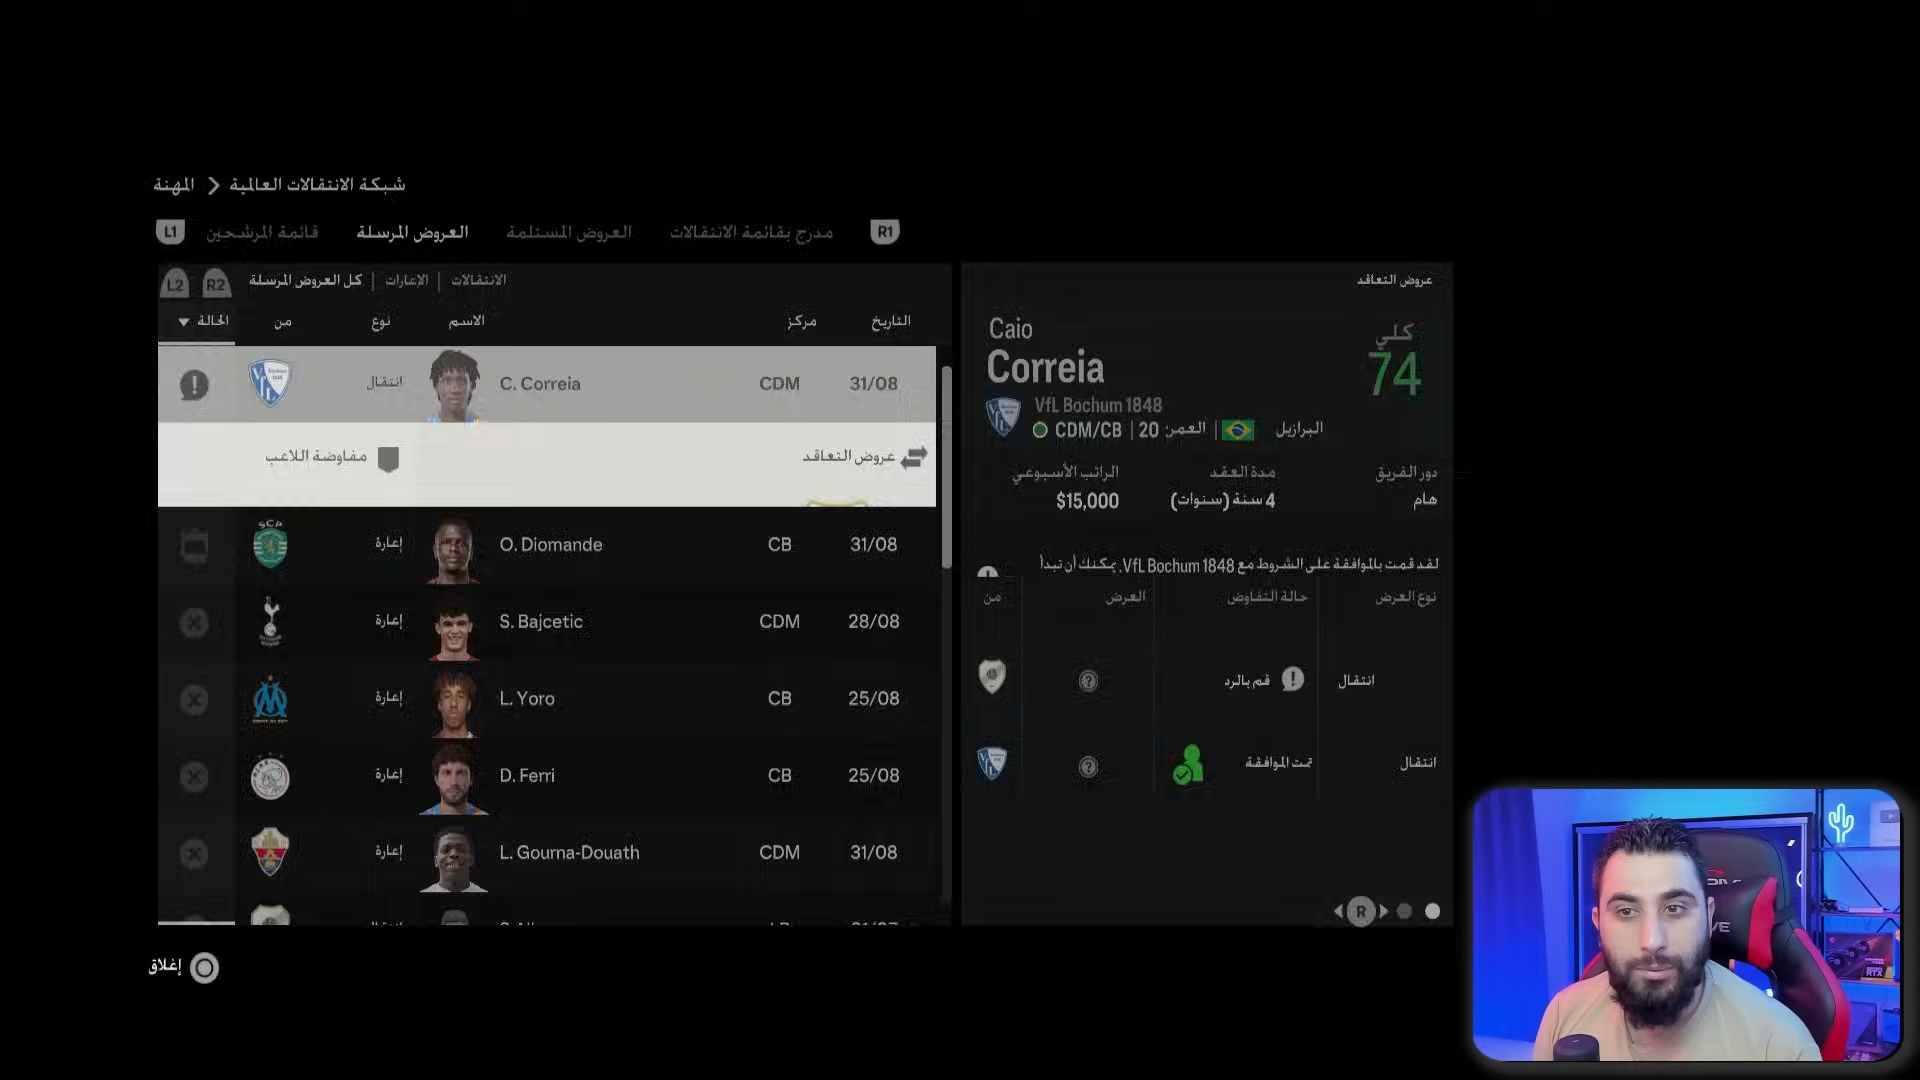 المهنة > شبكة الانتقالات العالمية
L1 قائمة المرشحين العروض المرسلة العروض المستلمة مدرج بقائمة الانتقالات R1
L2 R2 كل العروض المرسلة | الإعارات | الانتقالات
الحالة من نوع الاسم مركز التاريخ
انتقال C. Correia CDM 31/08
مفاوضة اللاعب عروض التعاقد
إعارة O. Diomande CB 31/08
إعارة S. Bajcetic CDM 28/08
إعارة L. Yoro CB 25/08
إعارة D. Ferri CB 25/08
إعارة L. Gourna-Douath CDM 31/08
إغلاق
عروض التعاقد
Caio
Correia
كلي
74
VfL Bochum 1848
CDM/CB | 20 العمر: | البرازيل
الراتب الأسبوعي مدة العقد دور الفريق
$15,000 4 سنة (سنوات) هام
لقد قمت بالموافقة على الشروط مع VfL Bochum 1848. يمكنك أن تبدأ
من العرض حالة التفاوض نوع العرض
قم بالرد انتقال
تمت الموافقة انتقال
R